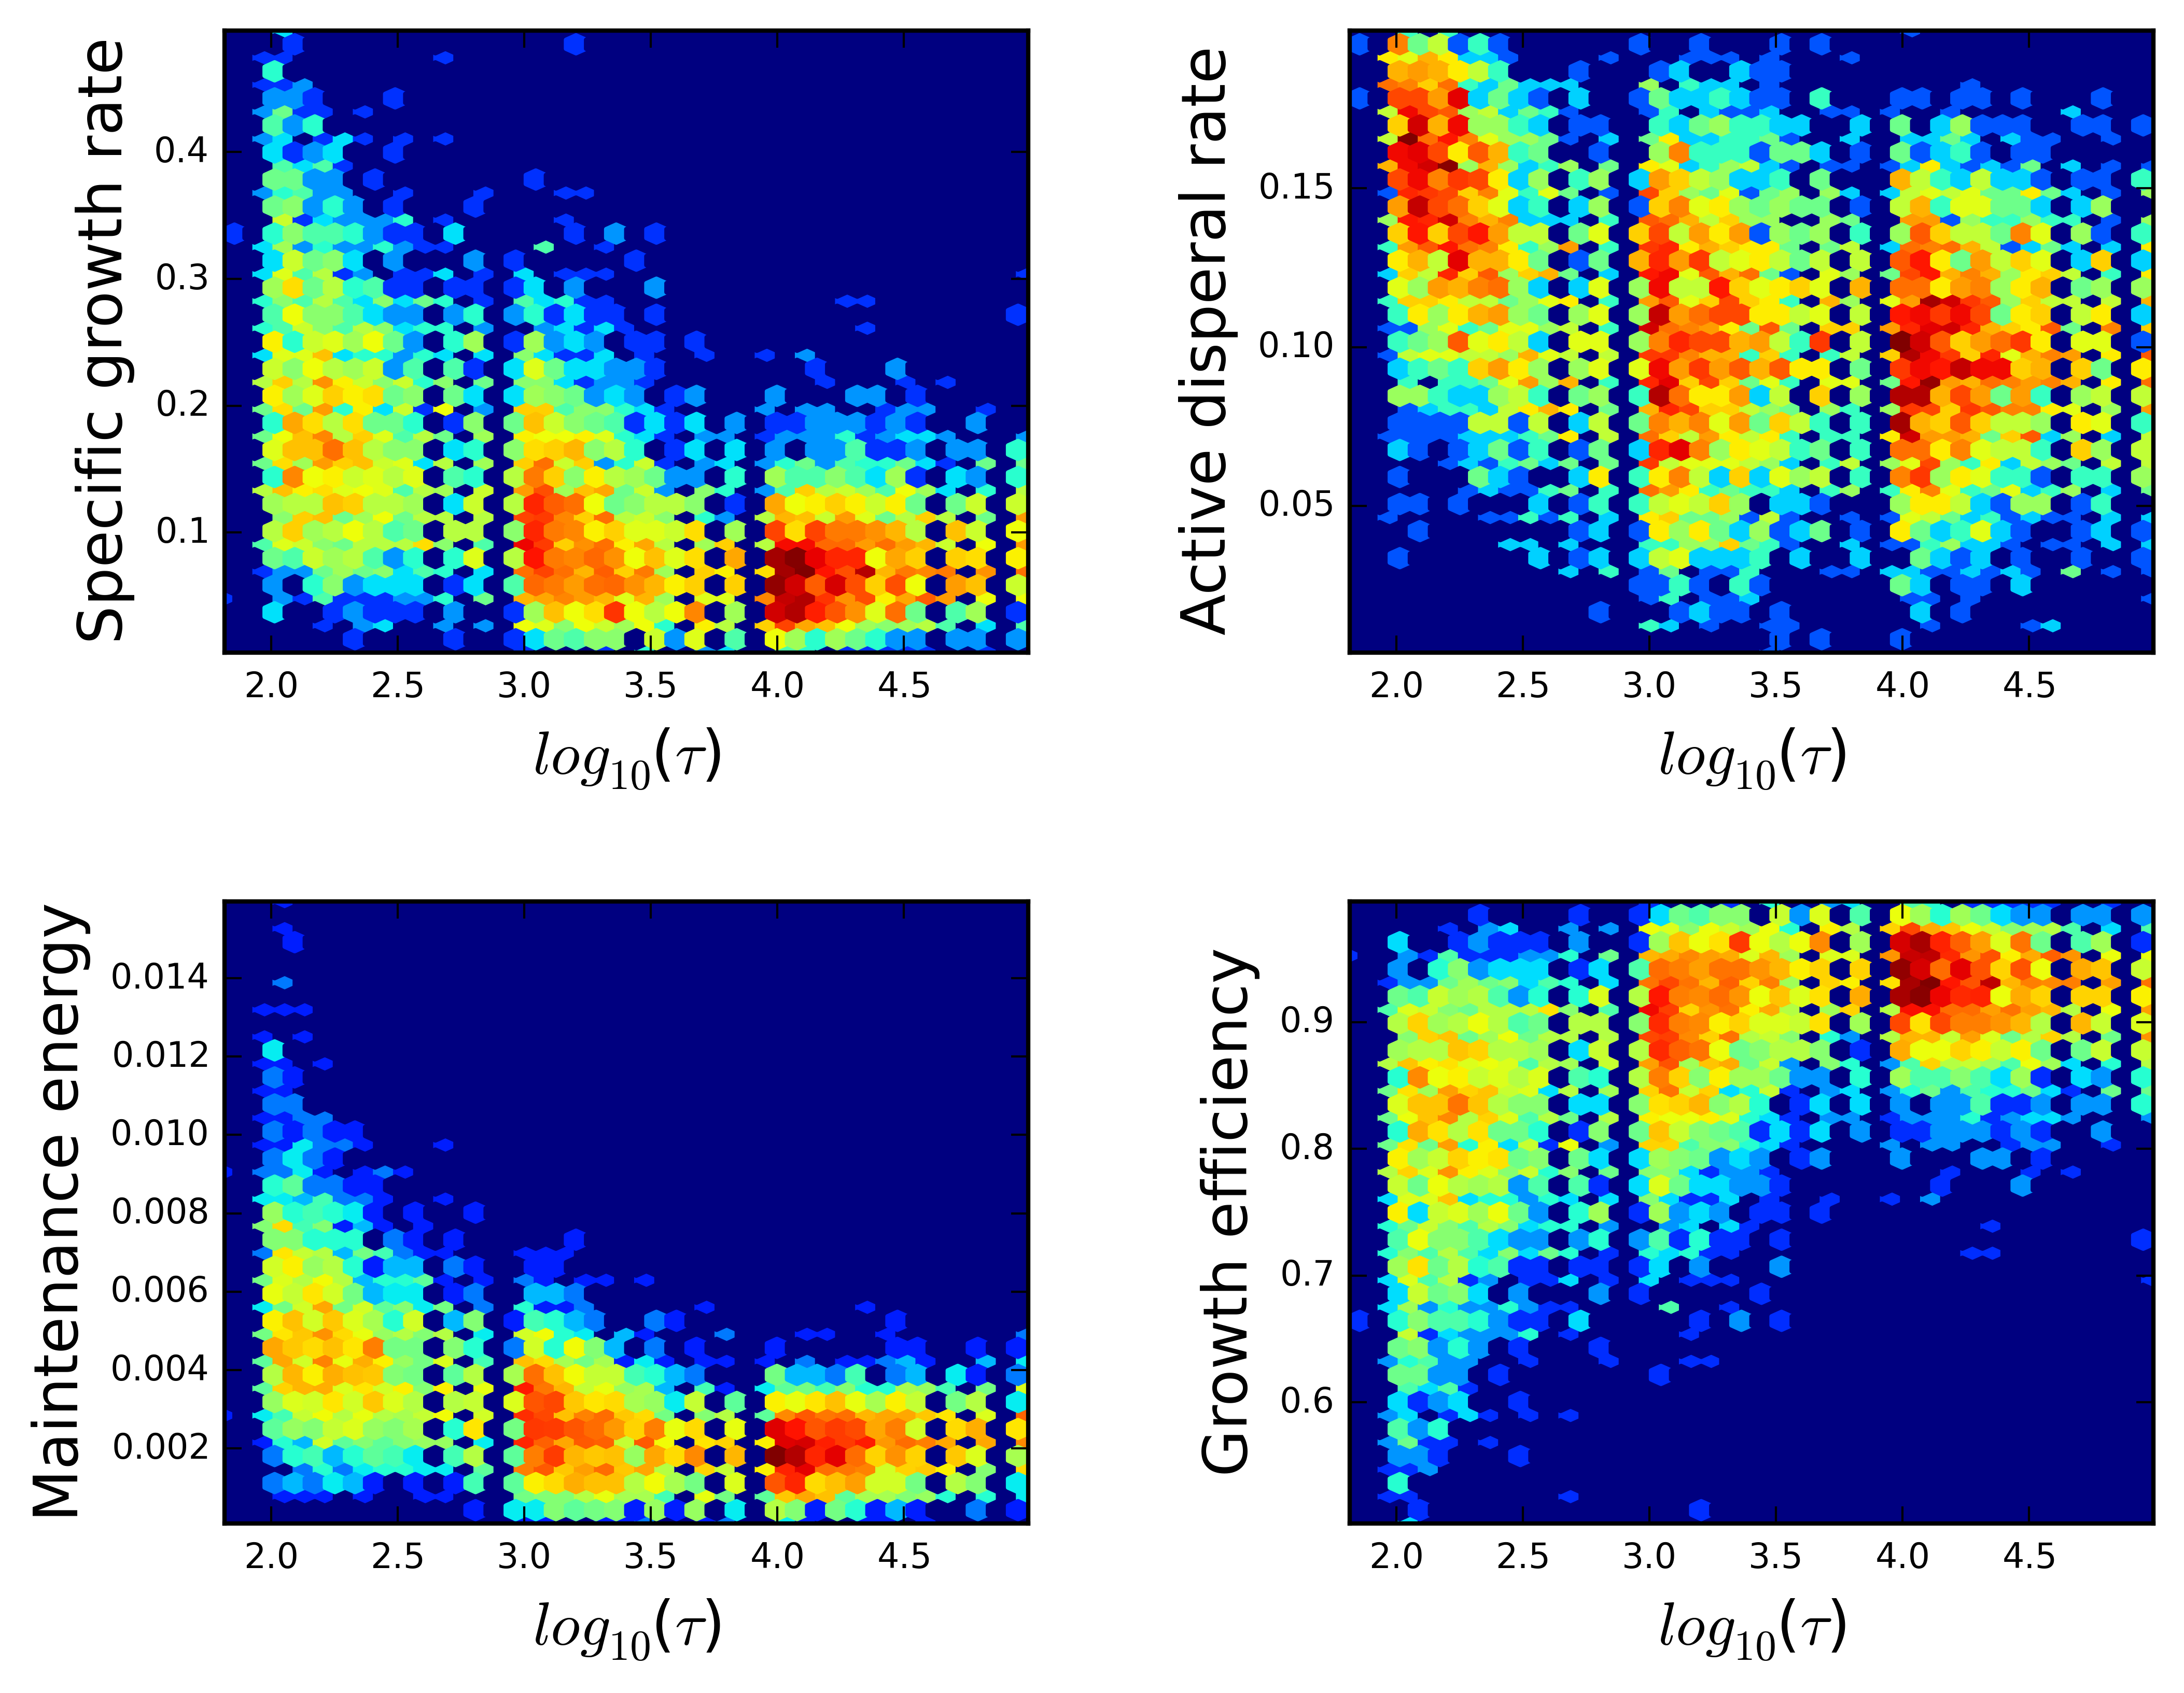 Specific growth rate
0.4
0.3
0.2
0.1
2.0 2.5 3.0 3.5 4.0 4.5
log10(τ)
Active disperal rate
0.15
0.10
0.05
2.0 2.5 3.0 3.5 4.0 4.5
log10(τ)
Maintenance energy
0.014
0.012
0.010
0.008
0.006
0.004
0.002
2.0 2.5 3.0 3.5 4.0 4.5
log10(τ)
Growth efficiency
0.9
0.8
0.7
0.6
2.0 2.5 3.0 3.5 4.0 4.5
log10(τ)